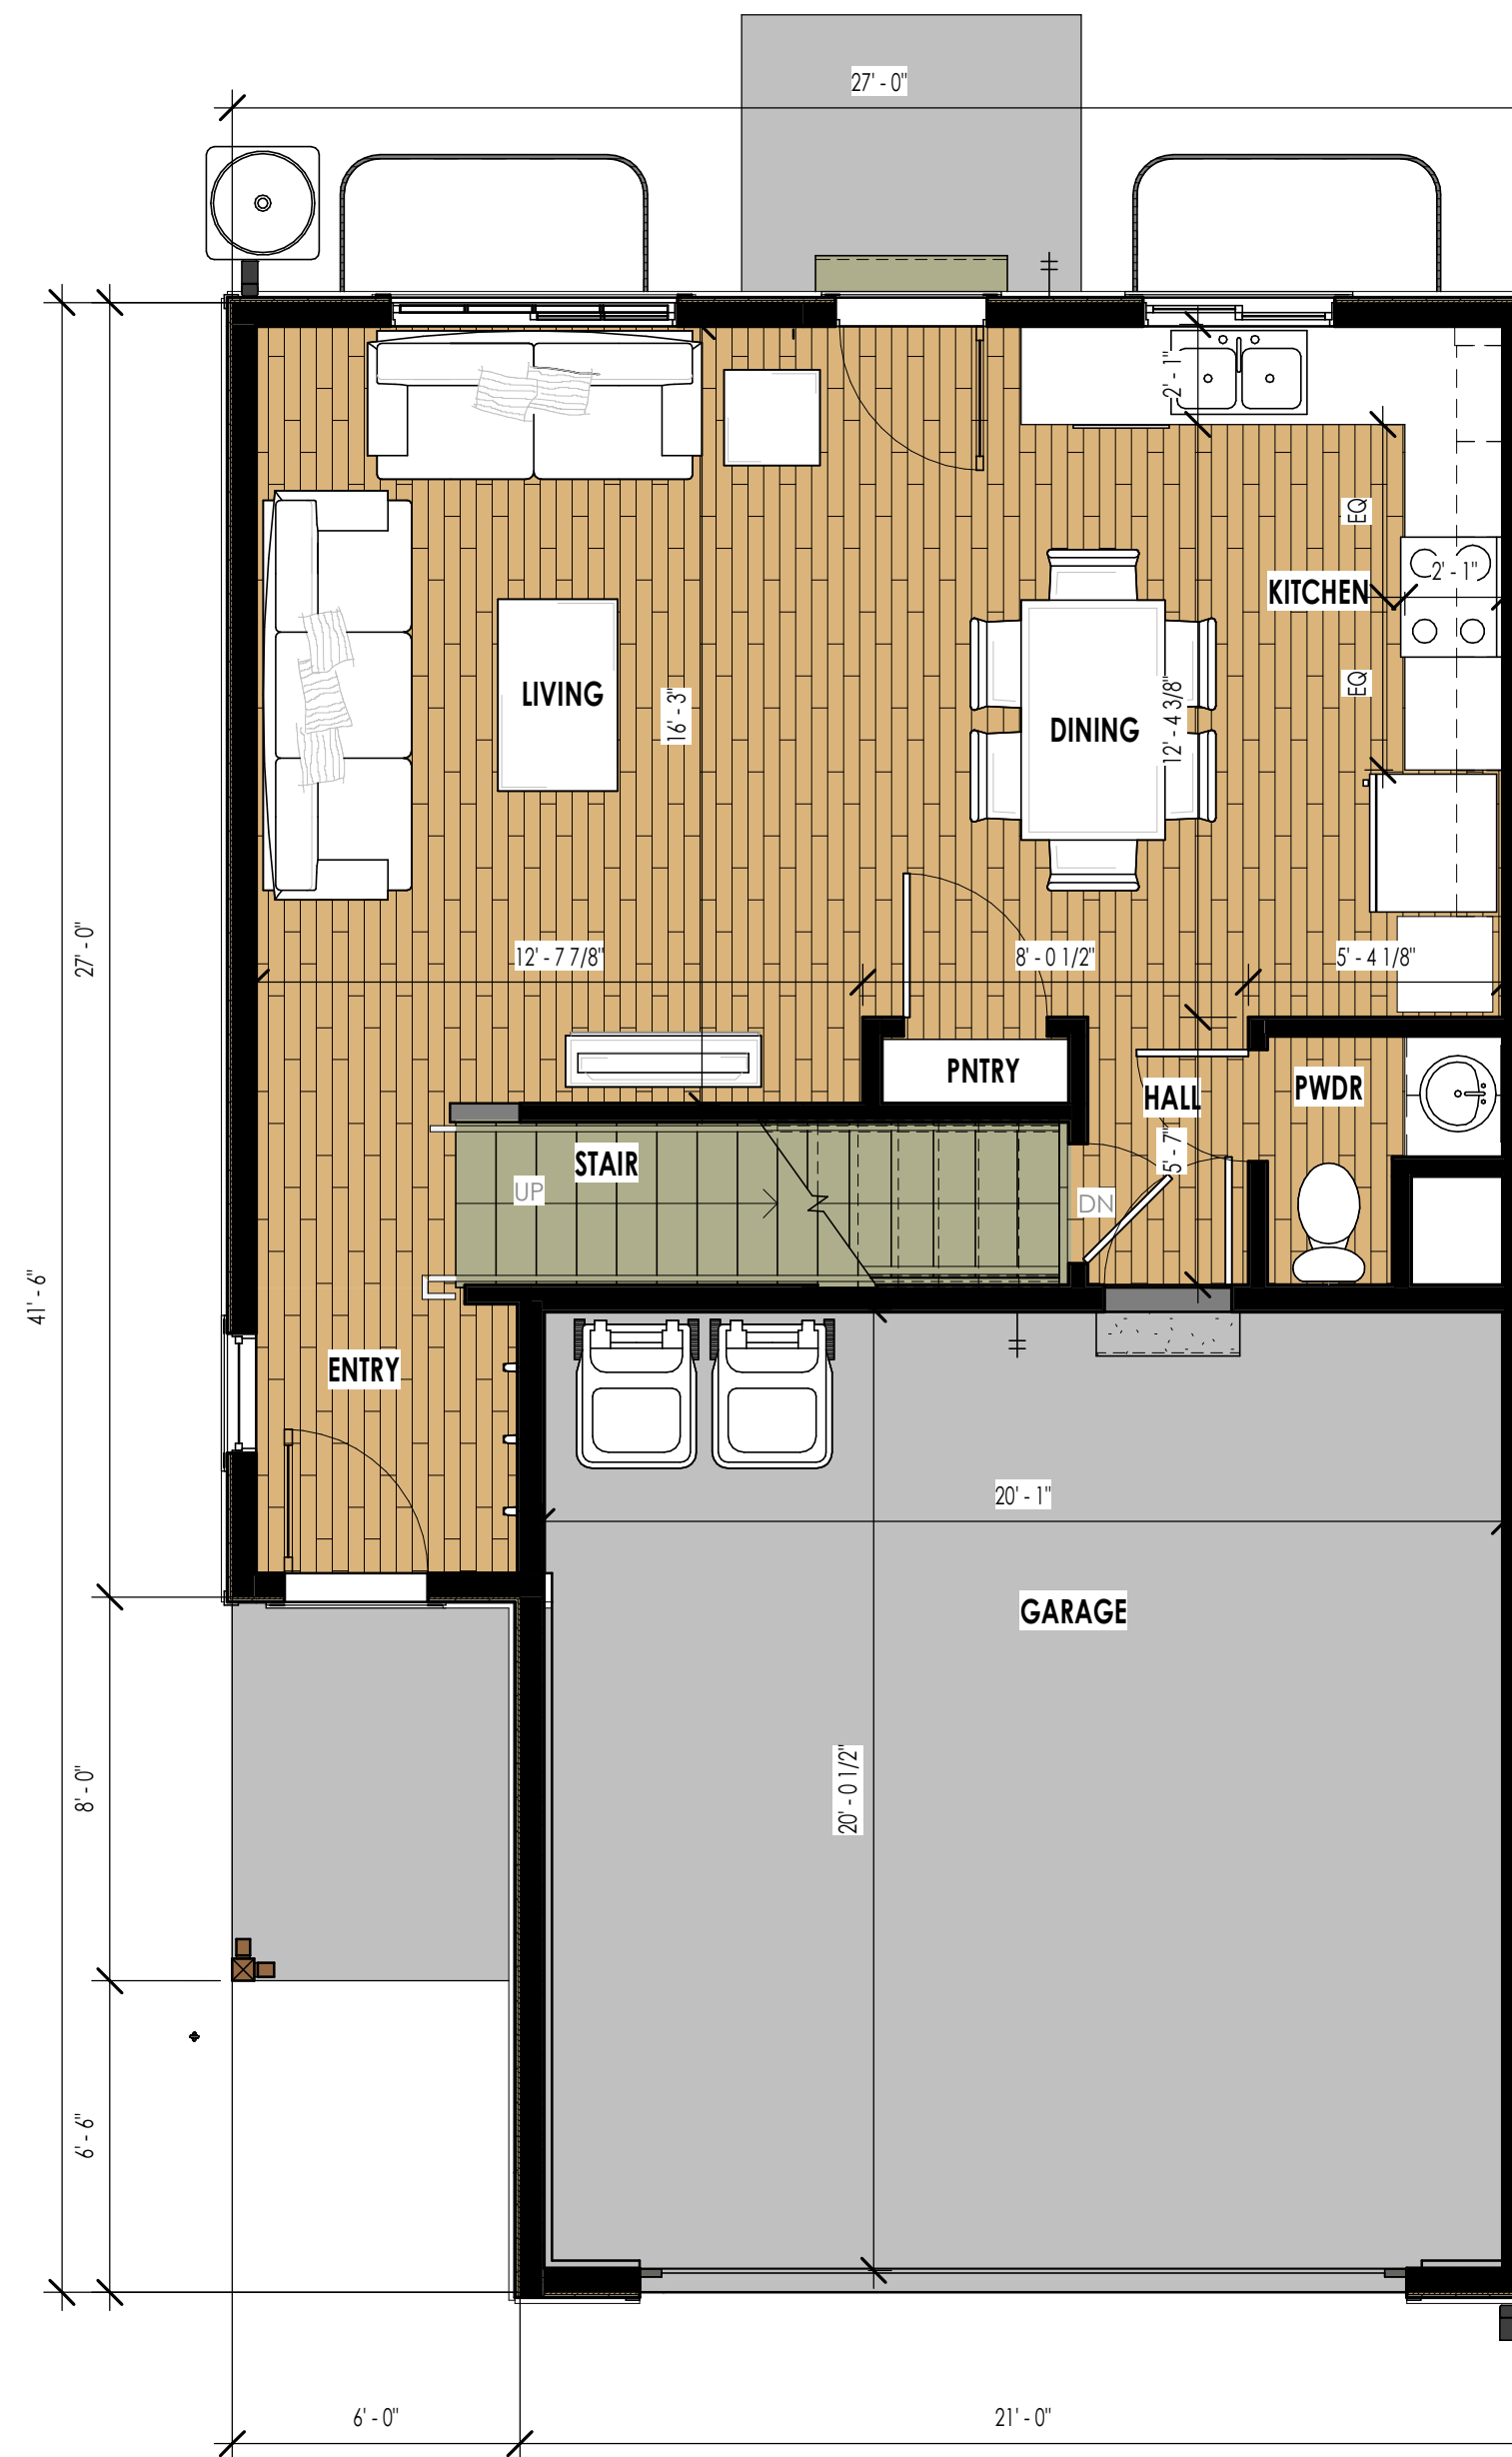 27' - 0"
2' - 1"
EQ
2' - 1"
KITCHEN
EQ
LIVING
16' - 3"
DINING
12' - 4 3/8"
27' - 0"
12' - 7 7/8"
8' - 0 1/2"
5' - 4 1/8"
PNTRY
HALL
PWDR
5' - 7"
STAIR
UP
DN
41' - 6"
ENTRY
20' - 1"
GARAGE
8' - 0"
20' - 0 1/2"
6' - 6"
6' - 0"
21' - 0"